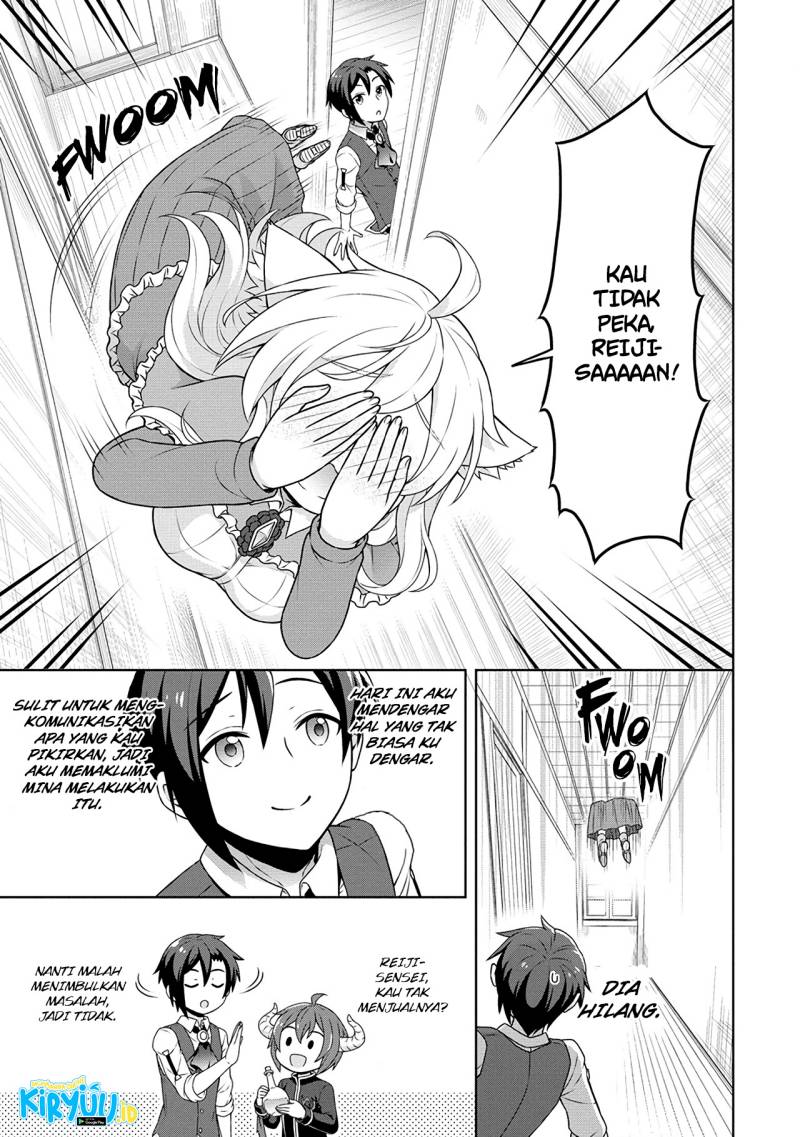 KAU
TIDAK
PEKA,
REIJI-
SAAAAAN!
FWOOM
FWO
OM
DIA
HILANG.
HARI INI AKU
MENDENGAR
HAL YANG TAK
BIASA KU
DENGAR.
SULIT UNTUK MENG-
KOMUNIKASIKAN
APA YANG KAU
PIKIRKAN, JADI
AKU MEMAKLUMI
MINA MELAKUKAN
ITU.
REIJI-
SENSEI,
KAU TAK
MENJUALNYA?
NANTI MALAH
MENIMBULKAN
MASALAH,
JADI TIDAK.
KIRYUU.ID